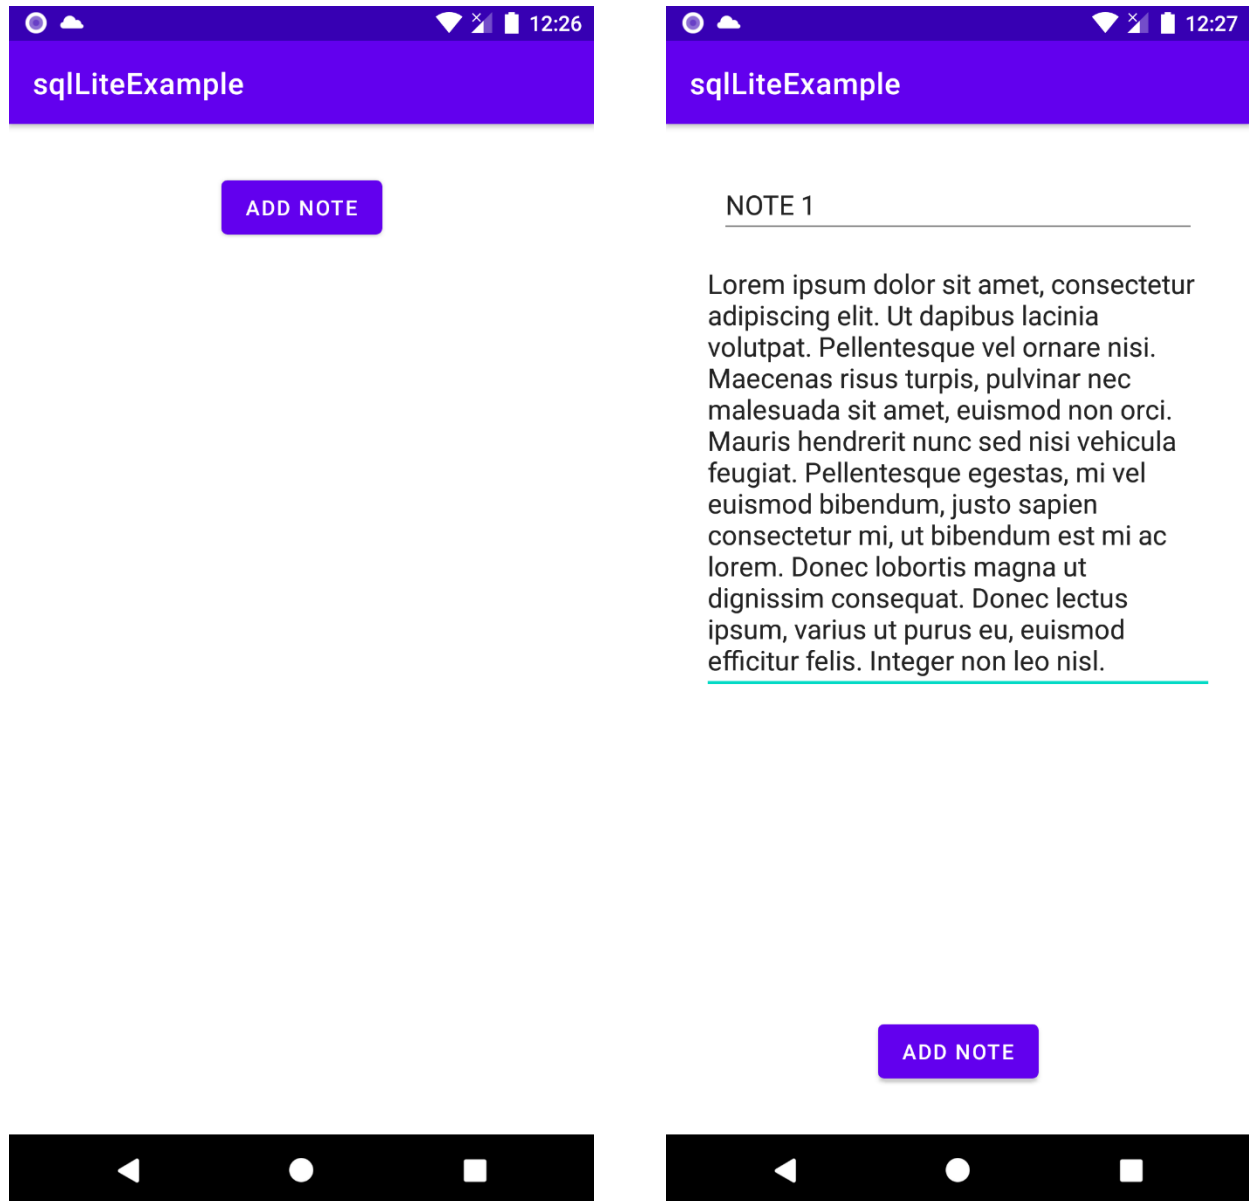 12:26
sqlLiteExample
ADD NOTE
12:27
sqlLiteExample
NOTE 1
Lorem ipsum dolor sit amet, consectetur
adipiscing elit. Ut dapibus lacinia
volutpat. Pellentesque vel ornare nisi.
Maecenas risus turpis, pulvinar nec
malesuada sit amet, euismod non orci.
Mauris hendrerit nunc sed nisi vehicula
feugiat. Pellentesque egestas, mi vel
euismod bibendum, justo sapien
consectetur mi, ut bibendum est mi ac
lorem. Donec lobortis magna ut
dignissim consequat. Donec lectus
ipsum, varius ut purus eu, euismod
efficitur felis. Integer non leo nisl.
ADD NOTE